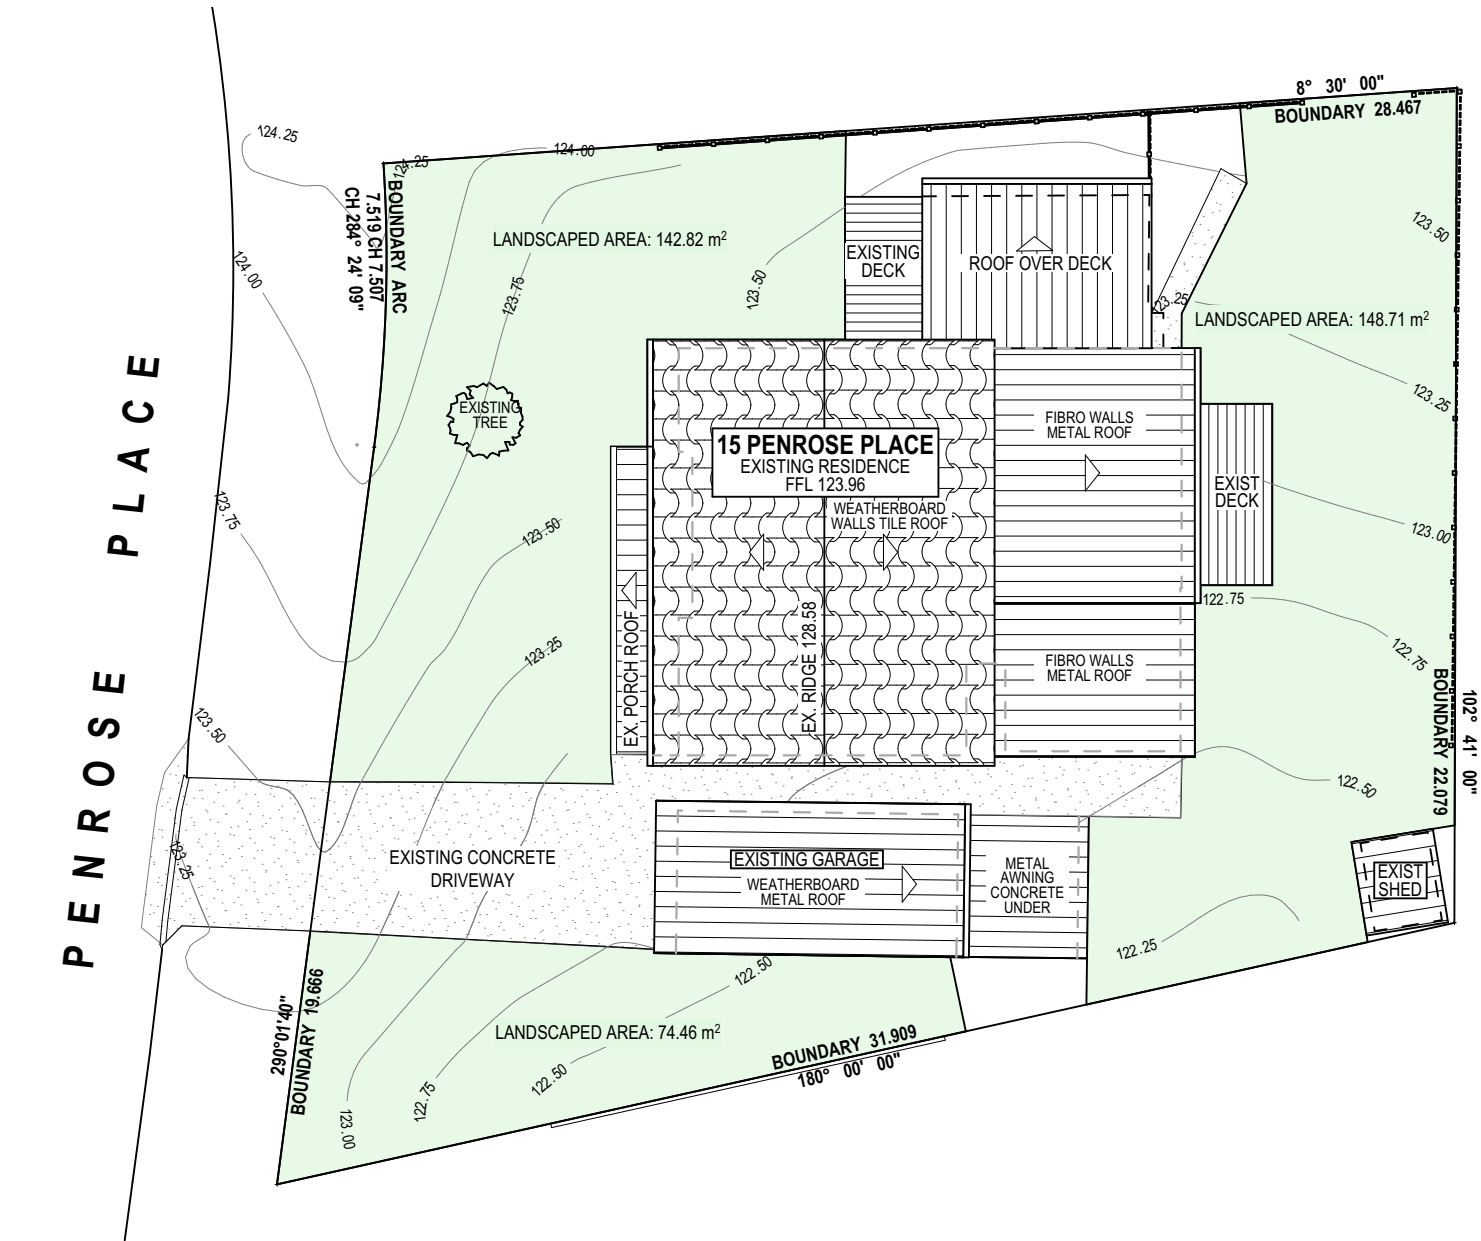 8° 30' 00"
BOUNDARY 28.467
124.25
124.25
124.00
BOUNDARY ARC
7.519 CH 7.507
CH 284° 24' 09"
LANDSCAPED AREA: 142.82 m²
123.50
EXISTING
DECK
ROOF OVER DECK
123.50
124.00
123.75
123.25
LANDSCAPED AREA: 148.71 m²
PENROSE PLACE
EXISTING
TREE
FIBRO WALLS
METAL ROOF
123.25
15 PENROSE PLACE
EXISTING RESIDENCE
FFL 123.96
WEATHERBOARD
WALLS TILE ROOF
EXIST
DECK
123.75
123.50
123.00
122.75
EX. PORCH ROOF
EX. RIDGE 128.58
123.25
FIBRO WALLS
METAL ROOF
122.75
123.50
BOUNDARY 22.079
102° 41' 00"
122.50
123.25
EXISTING CONCRETE
DRIVEWAY
EXISTING GARAGE
WEATHERBOARD
METAL ROOF
METAL
AWNING
CONCRETE
UNDER
EXIST
SHED
122.25
122.50
290°01'40"
BOUNDARY 19.666
LANDSCAPED AREA: 74.46 m²
BOUNDARY 31.909
180° 00' 00"
122.50
122.75
123.00